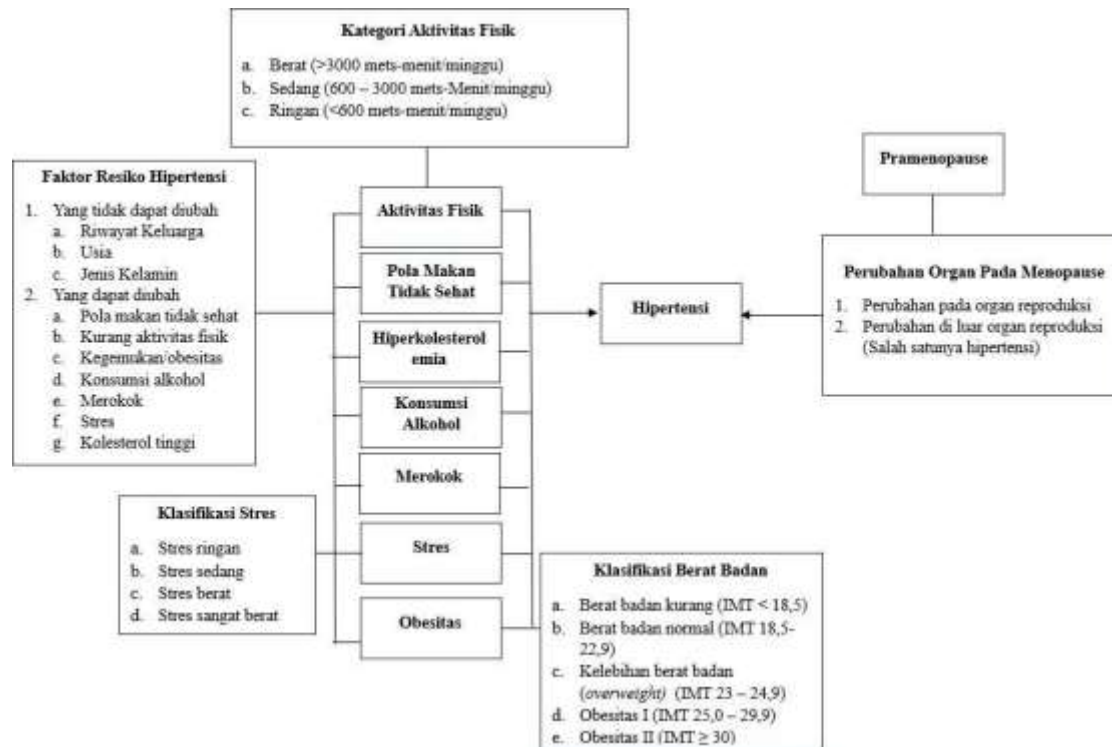 Kategori Aktivitas Fisik
a. Berat (>3000 mets-menit/minggu)
b. Sedang (600 – 3000 mets-Menit/minggu)
c. Ringan (<600 mets-menit/minggu)
Faktor Resiko Hipertensi
1. Yang tidak dapat diubah
a. Riwayat Keluarga
b. Usia
c. Jenis Kelamin
2. Yang dapat diubah
a. Pola makan tidak sehat
b. Kurang aktivitas fisik
c. Kegemukan/obesitas
d. Konsumsi alkohol
e. Merokok
f. Stres
g. Kolesterol tinggi
Klasifikasi Stres
a. Stres ringan
b. Stres sedang
c. Stres berat
d. Stres sangat berat
Aktivitas Fisik
Pola Makan
Tidak Sehat
Hiperkolesterol
emia
Konsumsi
Alkohol
Merokok
Stres
Obesitas
Hipertensi
Pramenopause
Perubahan Organ Pada Menopause
1. Perubahan pada organ reproduksi
2. Perubahan di luar organ reproduksi
(Salah satunya hipertensi)
Klasifikasi Berat Badan
a. Berat badan kurang (IMT < 18,5)
b. Berat badan normal (IMT 18,5-
22,9)
c. Kelebihan berat badan
(overweight) (IMT 23 – 24,9)
d. Obesitas I (IMT 25,0 – 29,9)
e. Obesitas II (IMT ≥ 30)